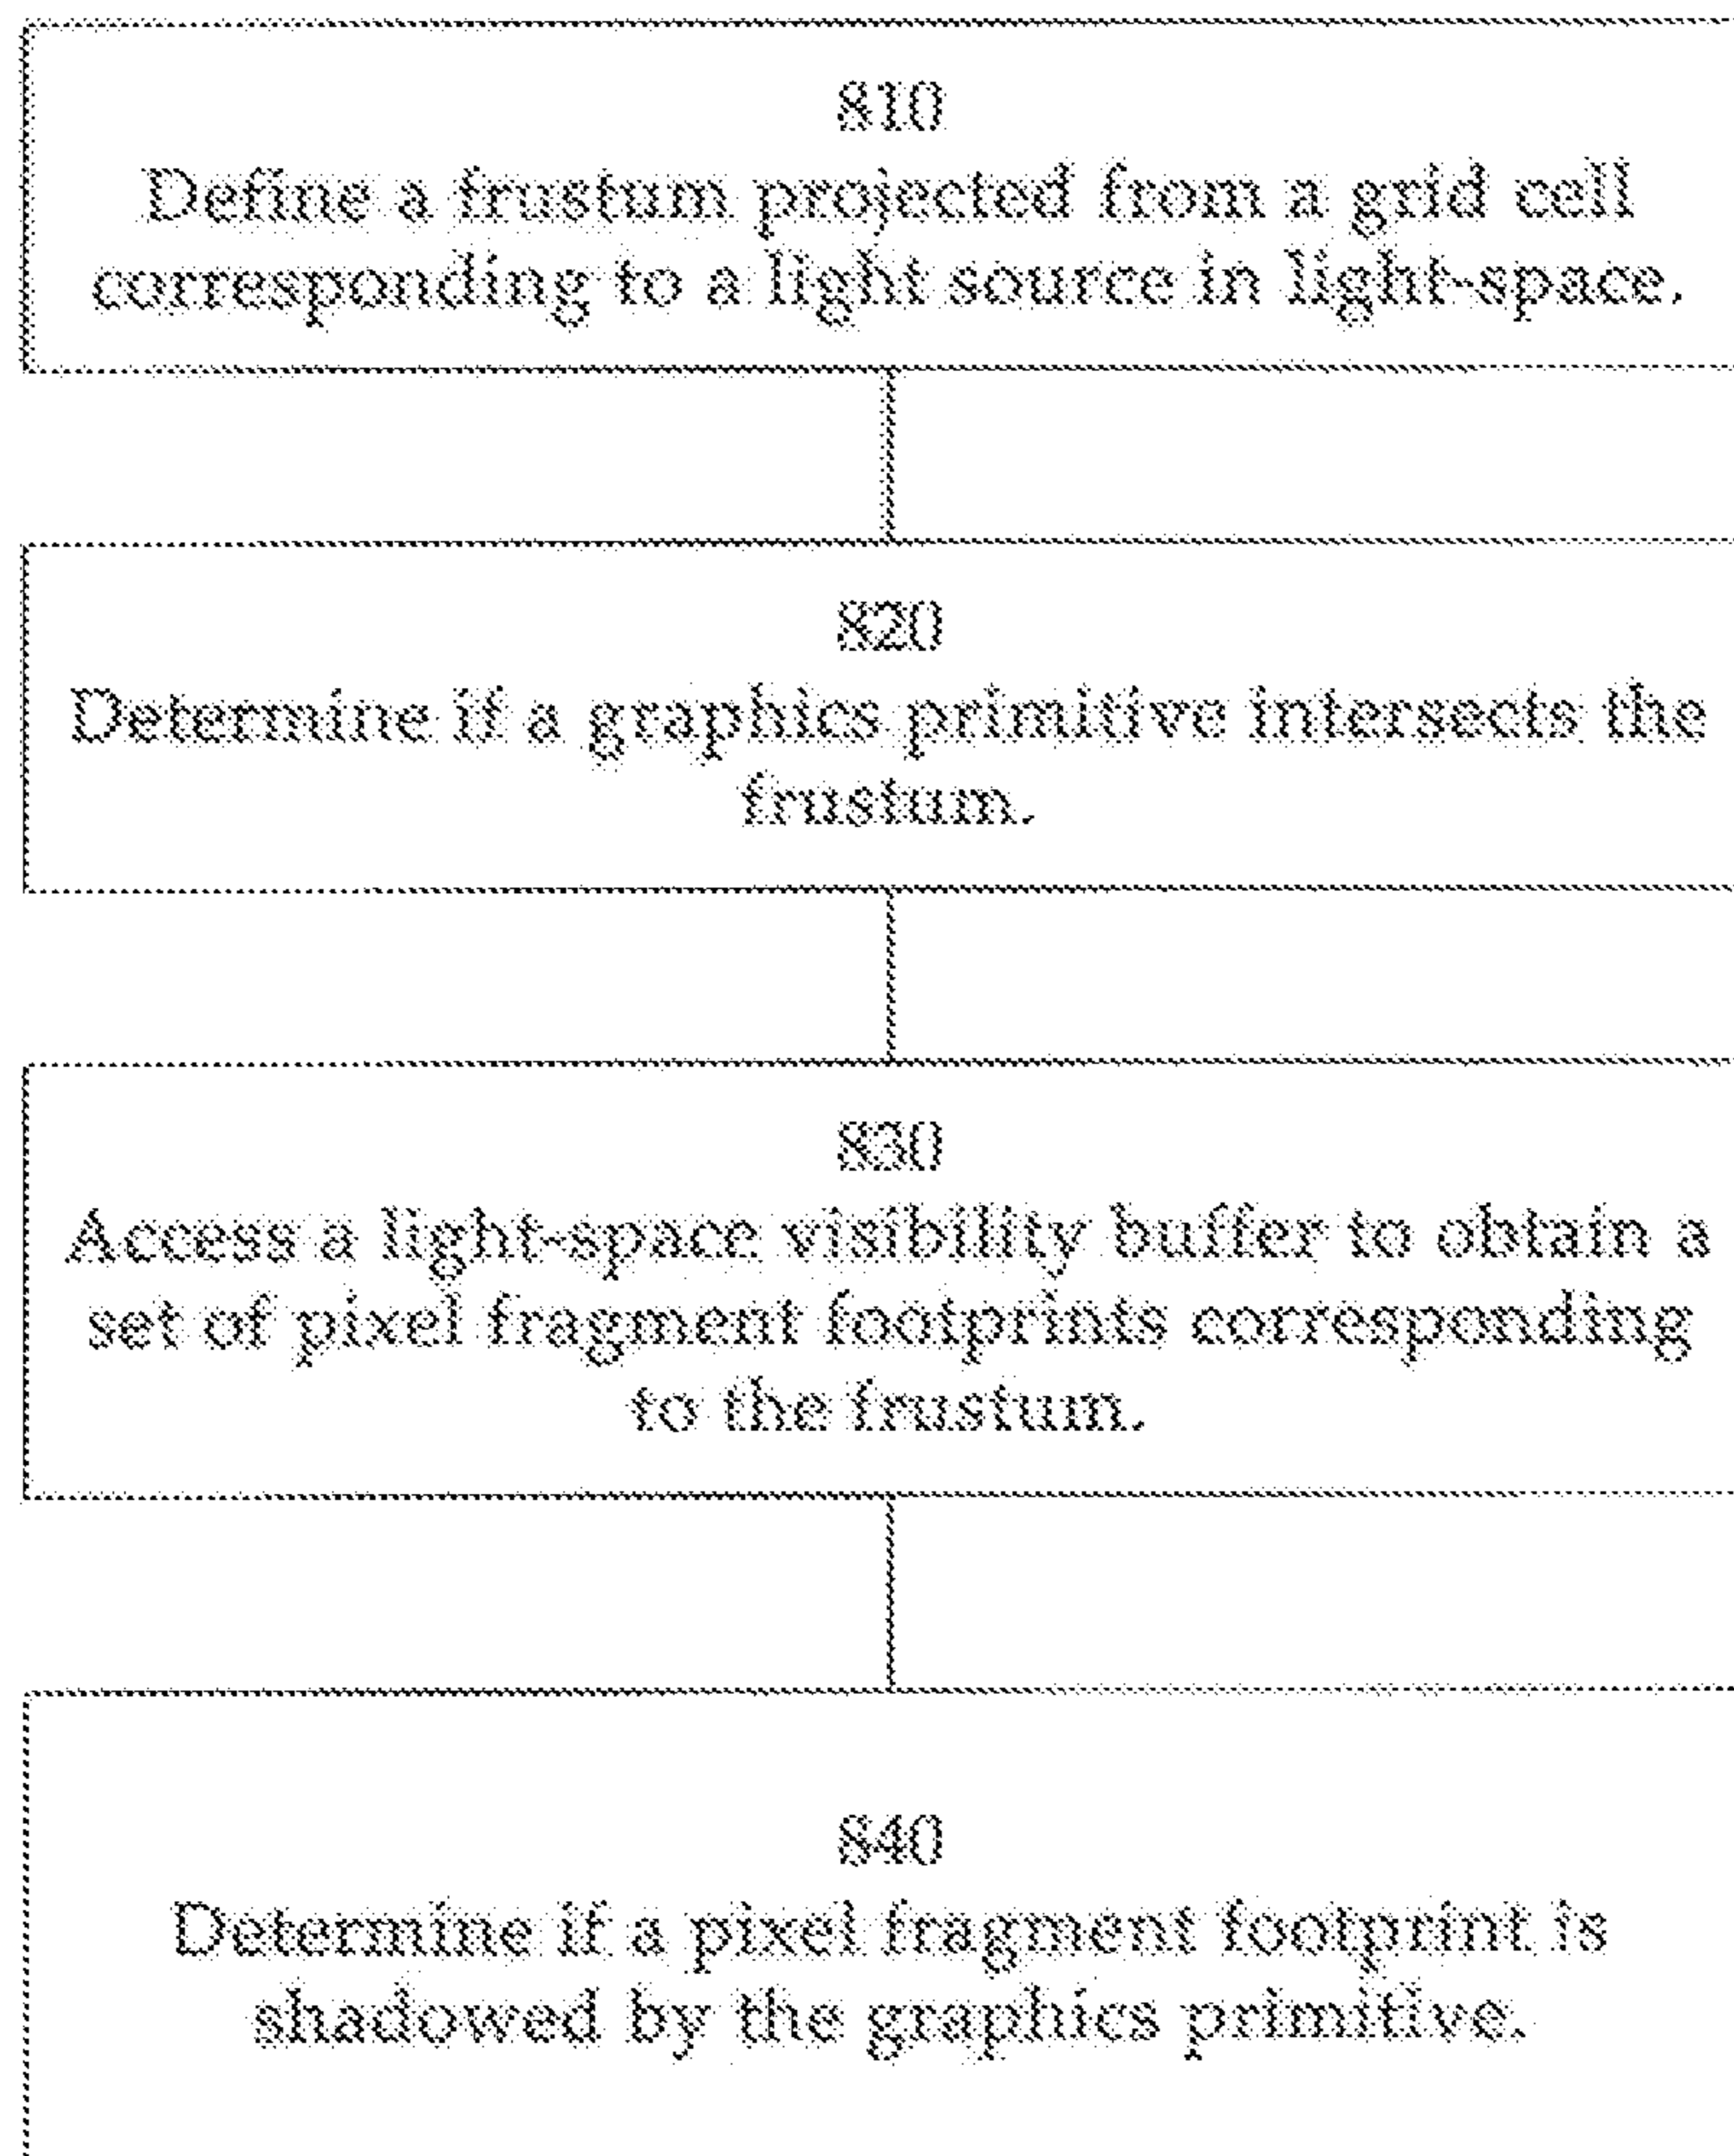 810
Define a frustum projected from a grid cell
corresponding to a light source in light-space.
820
Determine if a graphics primitive intersects the
frustum.
830
Access a light-space visibility buffer to obtain a
set of pixel fragment footprints corresponding
to the frustum.
840
Determine if a pixel fragment footprint is
shadowed by the graphics primitive.